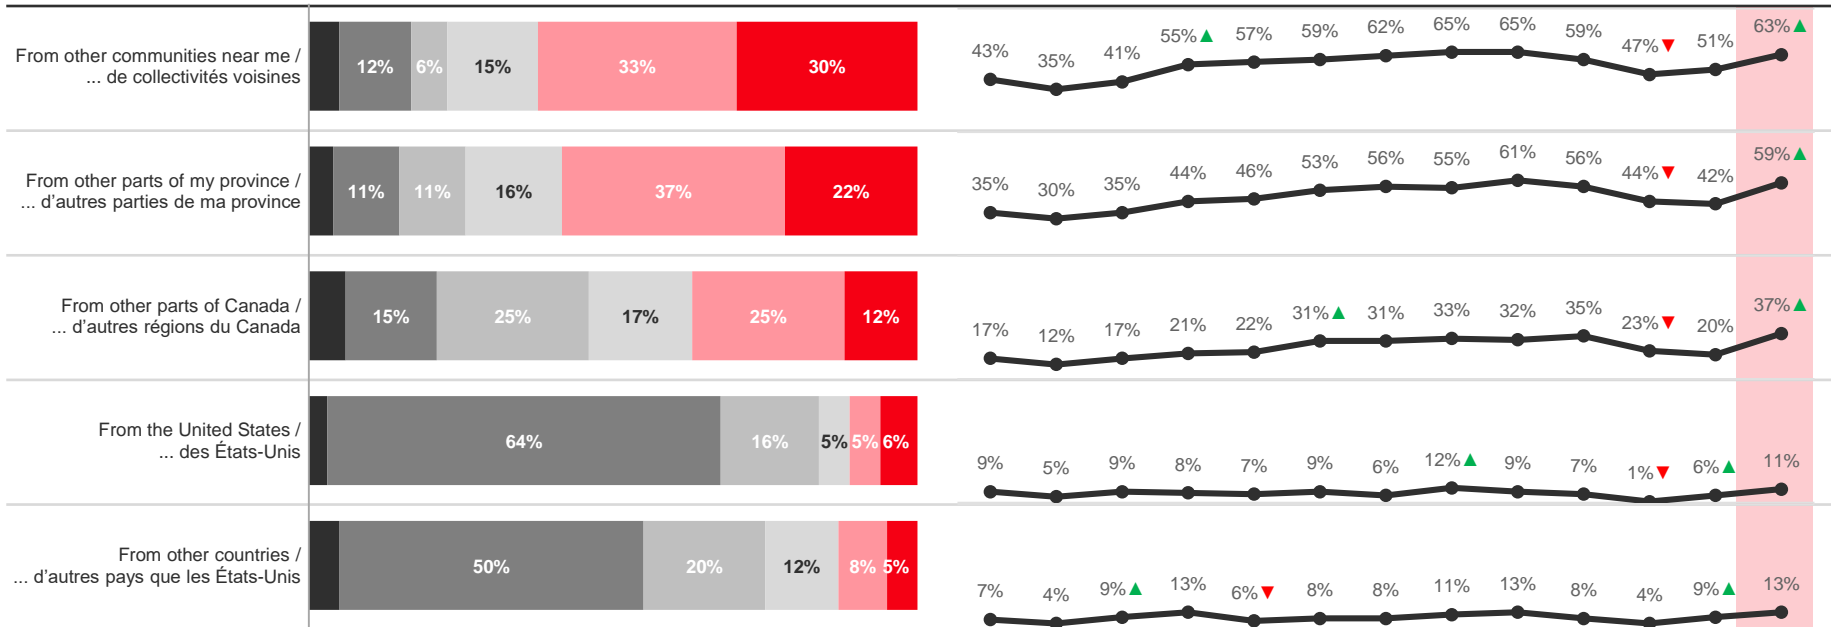 From other communities near me /
... de collectivités voisines
12% 6% 15% 33% 30%
43% 35% 41% 55%▲ 57% 59% 62% 65% 65% 59% 47%▼ 51% 63%▲
From other parts of my province /
... d'autres parties de ma province
11% 11% 16% 37% 22%
35% 30% 35% 44% 46% 53% 56% 55% 61% 56% 44%▼ 42% 59%▲
From other parts of Canada /
... d'autres régions du Canada
15% 25% 17% 25% 12%
17% 12% 17% 21% 22% 31%▲ 31% 33% 32% 35% 23%▼ 20% 37%▲
From the United States /
... des États-Unis
64% 16% 5% 5% 6%
9% 5% 9% 8% 7% 9% 6% 12%▲ 9% 7% 1%▼ 6%▲ 11%
From other countries /
... d'autres pays que les États-Unis
50% 20% 12% 8% 5%
7% 4% 9%▲ 13% 6%▼ 8% 8% 11% 13% 8% 4% 9%▲ 13%